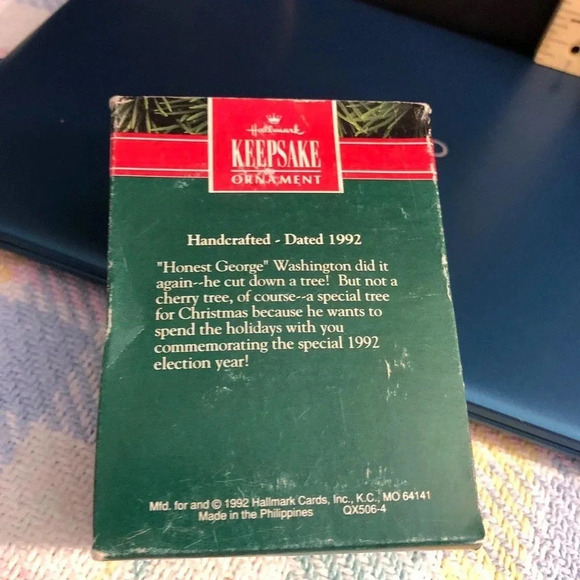 Hallmark
KEEPSAKE
ORNAMENT
Handcrafted - Dated 1992
"Honest George" Washington did it
again--he cut down a tree! But not a
cherry tree, of course--a special tree
for Christmas because he wants to
spend the holidays with you
commemorating the special 1992
election year!
Mfd. for and © 1992 Hallmark Cards, Inc., K.C., MO 64141
Made in the Philippines QX506-4